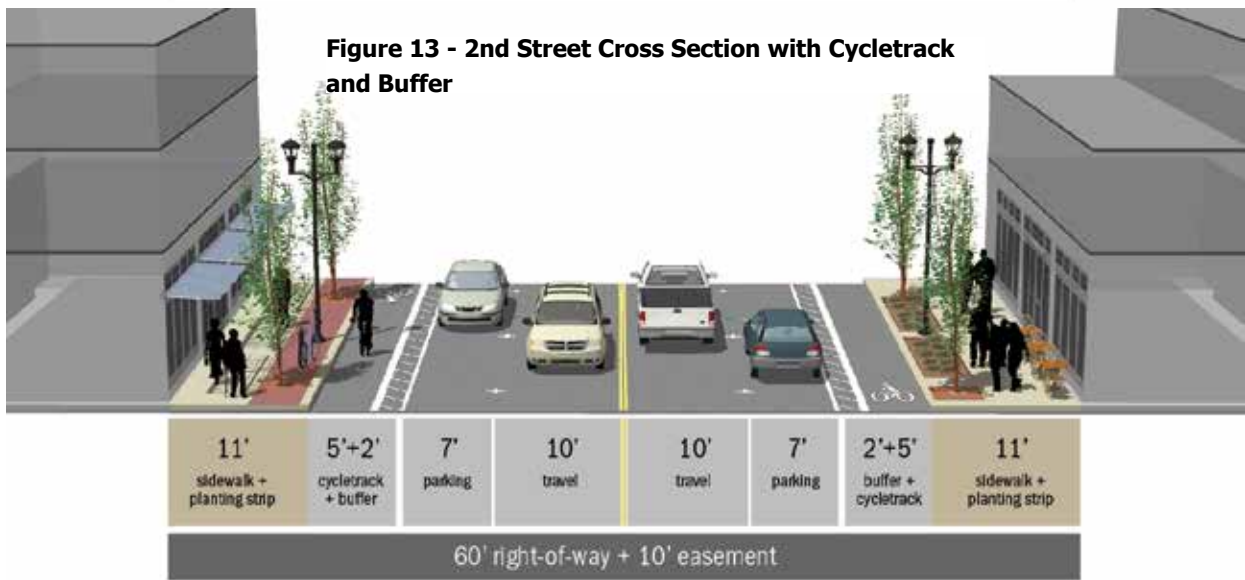 Figure 13 - 2nd Street Cross Section with Cycletrack
and Buffer
11'
sidewalk +
planting strip
5'+2'
cycletrack
+ buffer
7'
parking
10'
travel
10'
travel
7'
parking
2'+5'
buffer +
cycletrack
11'
sidewalk +
planting strip
60' right-of-way + 10' easement